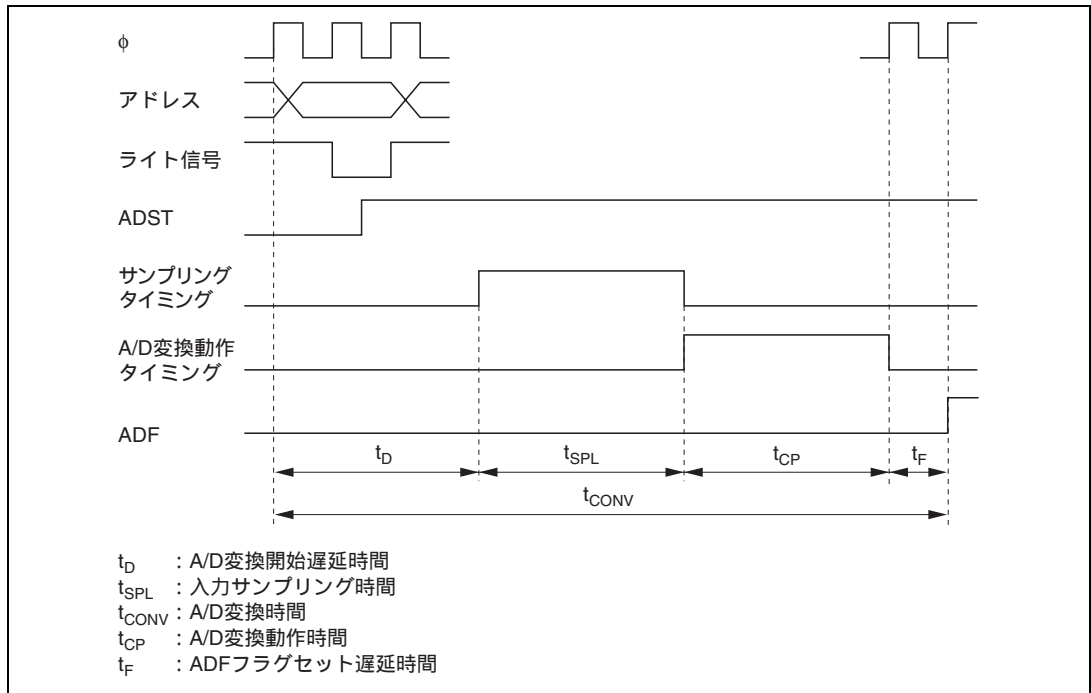 φ
アドレス
ライト信号
ADST
サンプリング
タイミング
A/D変換動作
タイミング
ADF
tD tSPL tCP tF
tCONV
tD ：A/D変換開始遅延時間
tSPL ：入力サンプリング時間
tCONV：A/D変換時間
tCP ：A/D変換動作時間
tF ：ADFフラグセット遅延時間